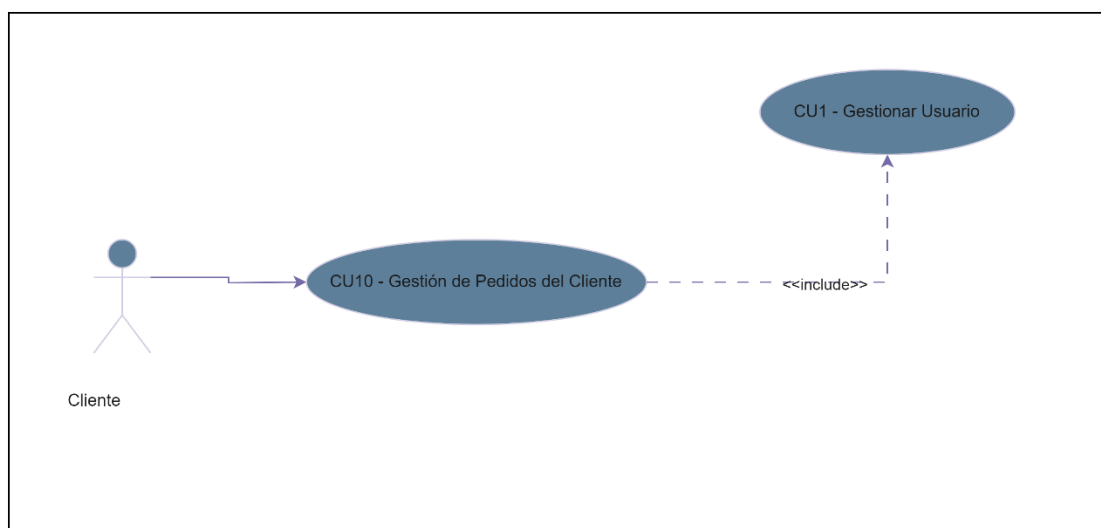 CU1 - Gestionar Usuario
CU10 - Gestión de Pedidos del Cliente
<<include>>
Cliente